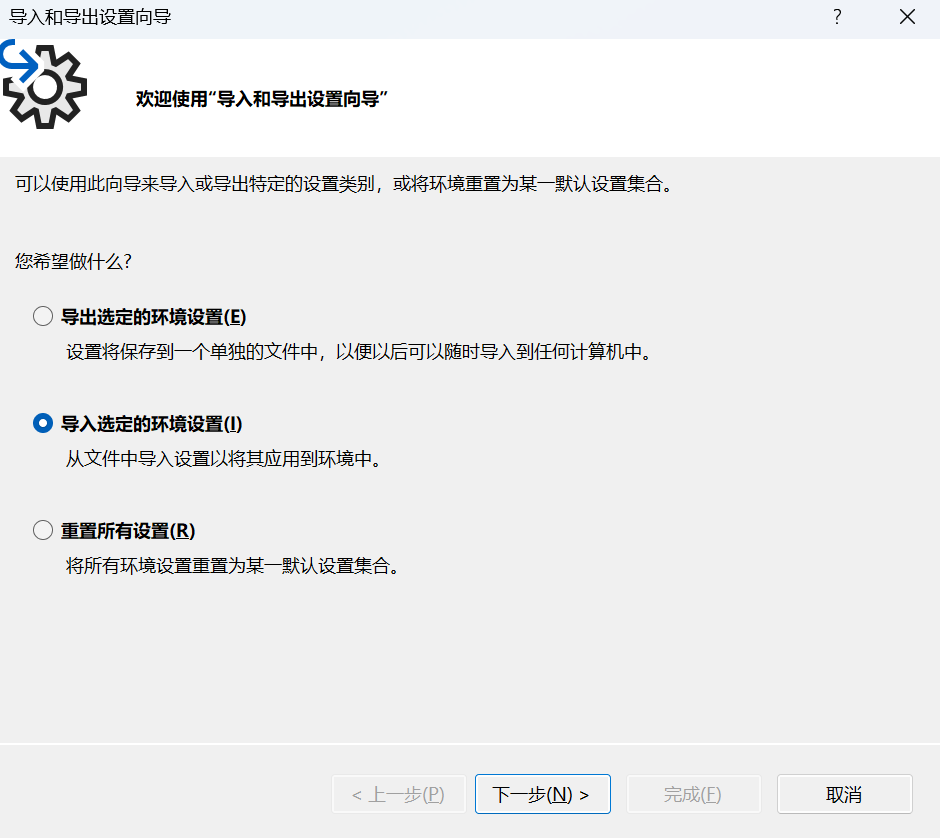 导入和导出设置向导
?
欢迎使用“导入和导出设置向导”
可以使用此向导来导入或导出特定的设置类别，或将环境重置为某一默认设置集合。
您希望做什么?
导出选定的环境设置(E)
设置将保存到一个单独的文件中，以便以后可以随时导入到任何计算机中。
导入选定的环境设置(I)
从文件中导入设置以将其应用到环境中。
重置所有设置(R)
将所有环境设置重置为某一默认设置集合。
< 上一步(P) 下一步(N) > 完成(F) 取消